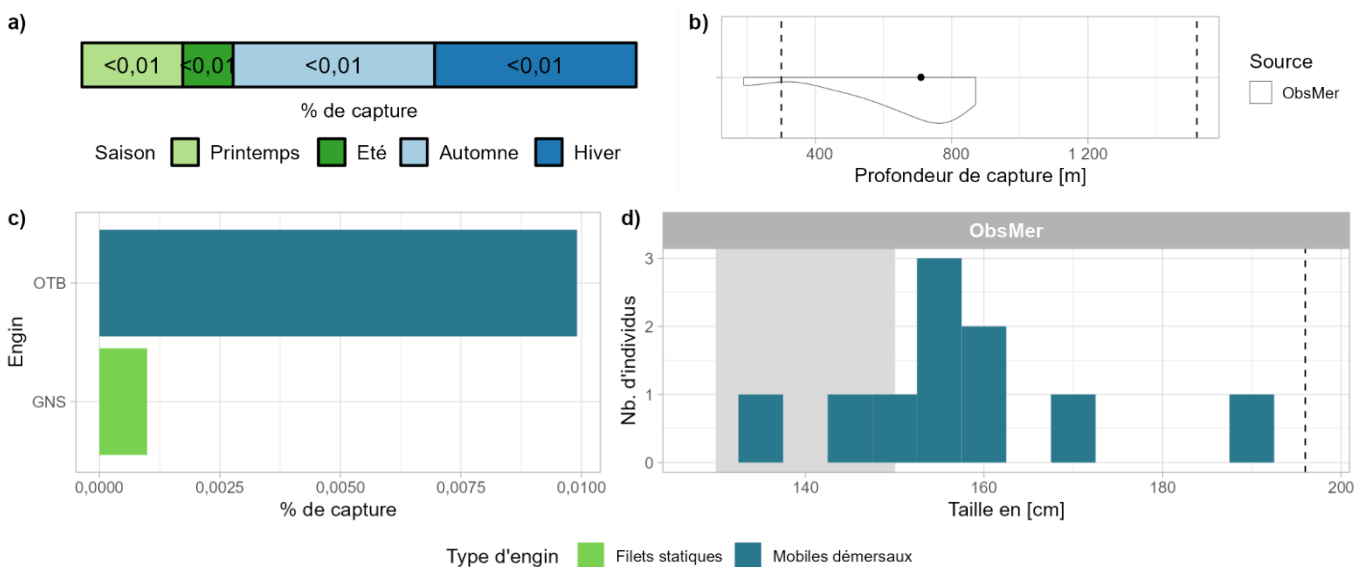 a)
<0,01 <0,01 <0,01 <0,01
% de capture
Saison Printemps Eté Automne Hiver
b)
400 800 1 200
Profondeur de capture [m]
Source
ObsMer
c)
Engin
OTB
GNS
0,0000 0,0025 0,0050 0,0075 0,0100
% de capture
d)
ObsMer
Nb. d'individus
3
2
1
0
140 160 180 200
Taille en [cm]
Type d'engin Filets statiques Mobiles démersaux